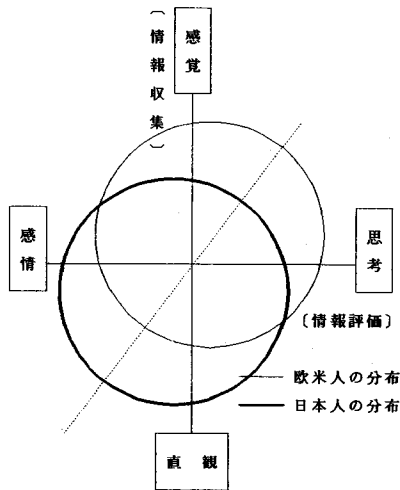 〔情報収集〕
感覚
感情
思考
〔情報評価〕
欧米人の分布
日本人の分布
直観